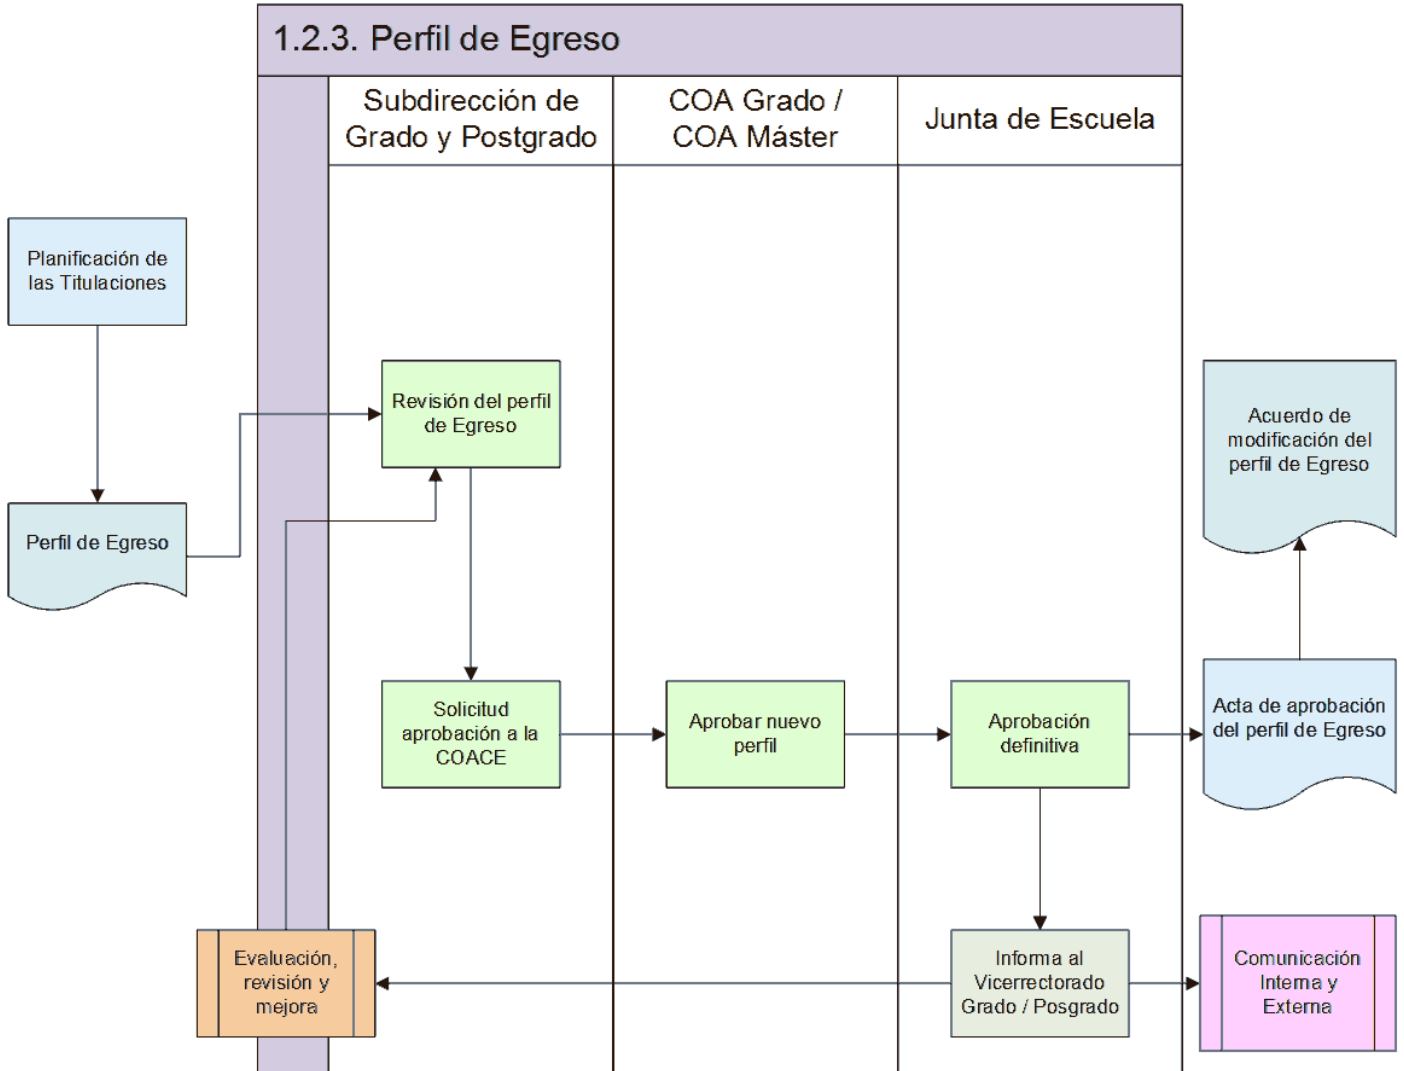 1.2.3. Perfil de Egreso
Subdirección de
Grado y Postgrado
COA Grado /
COA Máster
Junta de Escuela
Planificación de
las Titulaciones
Revisión del perfil
de Egreso
Acuerdo de
modificación del
perfil de Egreso
Perfil de Egreso
Solicitud
aprobación a la
COACE
Aprobar nuevo
perfil
Aprobación
definitiva
Acta de aprobación
del perfil de Egreso
Evaluación,
revisión y
mejora
Informa al
Vicerrectorado
Grado / Posgrado
Comunicación
Interna y
Externa